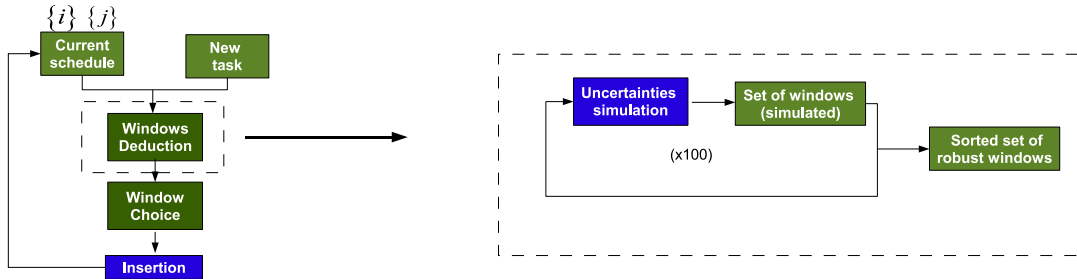 {i} {j}
Current
schedule
New
task
Windows
Deduction
Window
Choice
Insertion
Uncertainties
simulation
Set of windows
(simulated)
(x100)
Sorted set of
robust windows